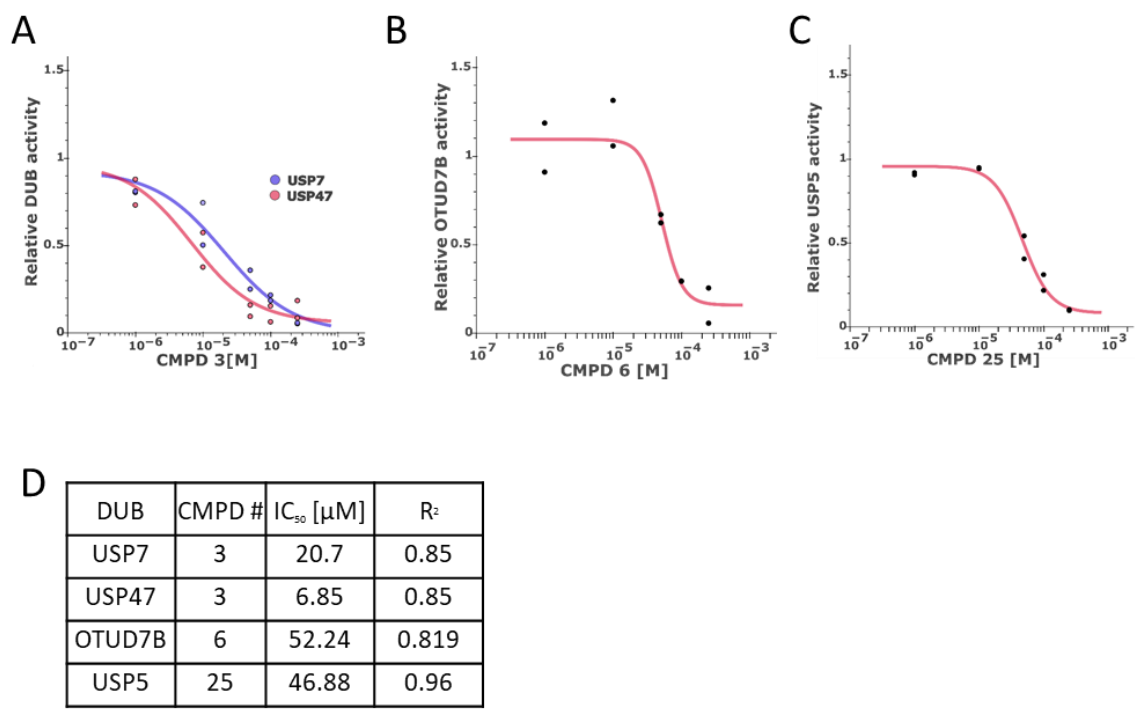 A
B
C
1.5
1
0.5
0
Relative DUB activity
USP7
USP47
10⁻⁷ 10⁻⁶ 10⁻⁵ 10⁻⁴ 10⁻³
CMPD 3[M]
1.5
1
0.5
0
Relative OTUD7B activity
10⁻⁷ 10⁻⁶ 10⁻⁵ 10⁻⁴ 10⁻³
CMPD 6 [M]
1.5
1
0.5
0
Relative USP5 activity
10⁻⁷ 10⁻⁶ 10⁻⁵ 10⁻⁴ 10⁻³
CMPD 25 [M]
D
DUB CMPD # IC₅₀ [µM] R²
USP7 3 20.7 0.85
USP47 3 6.85 0.85
OTUD7B 6 52.24 0.819
USP5 25 46.88 0.96